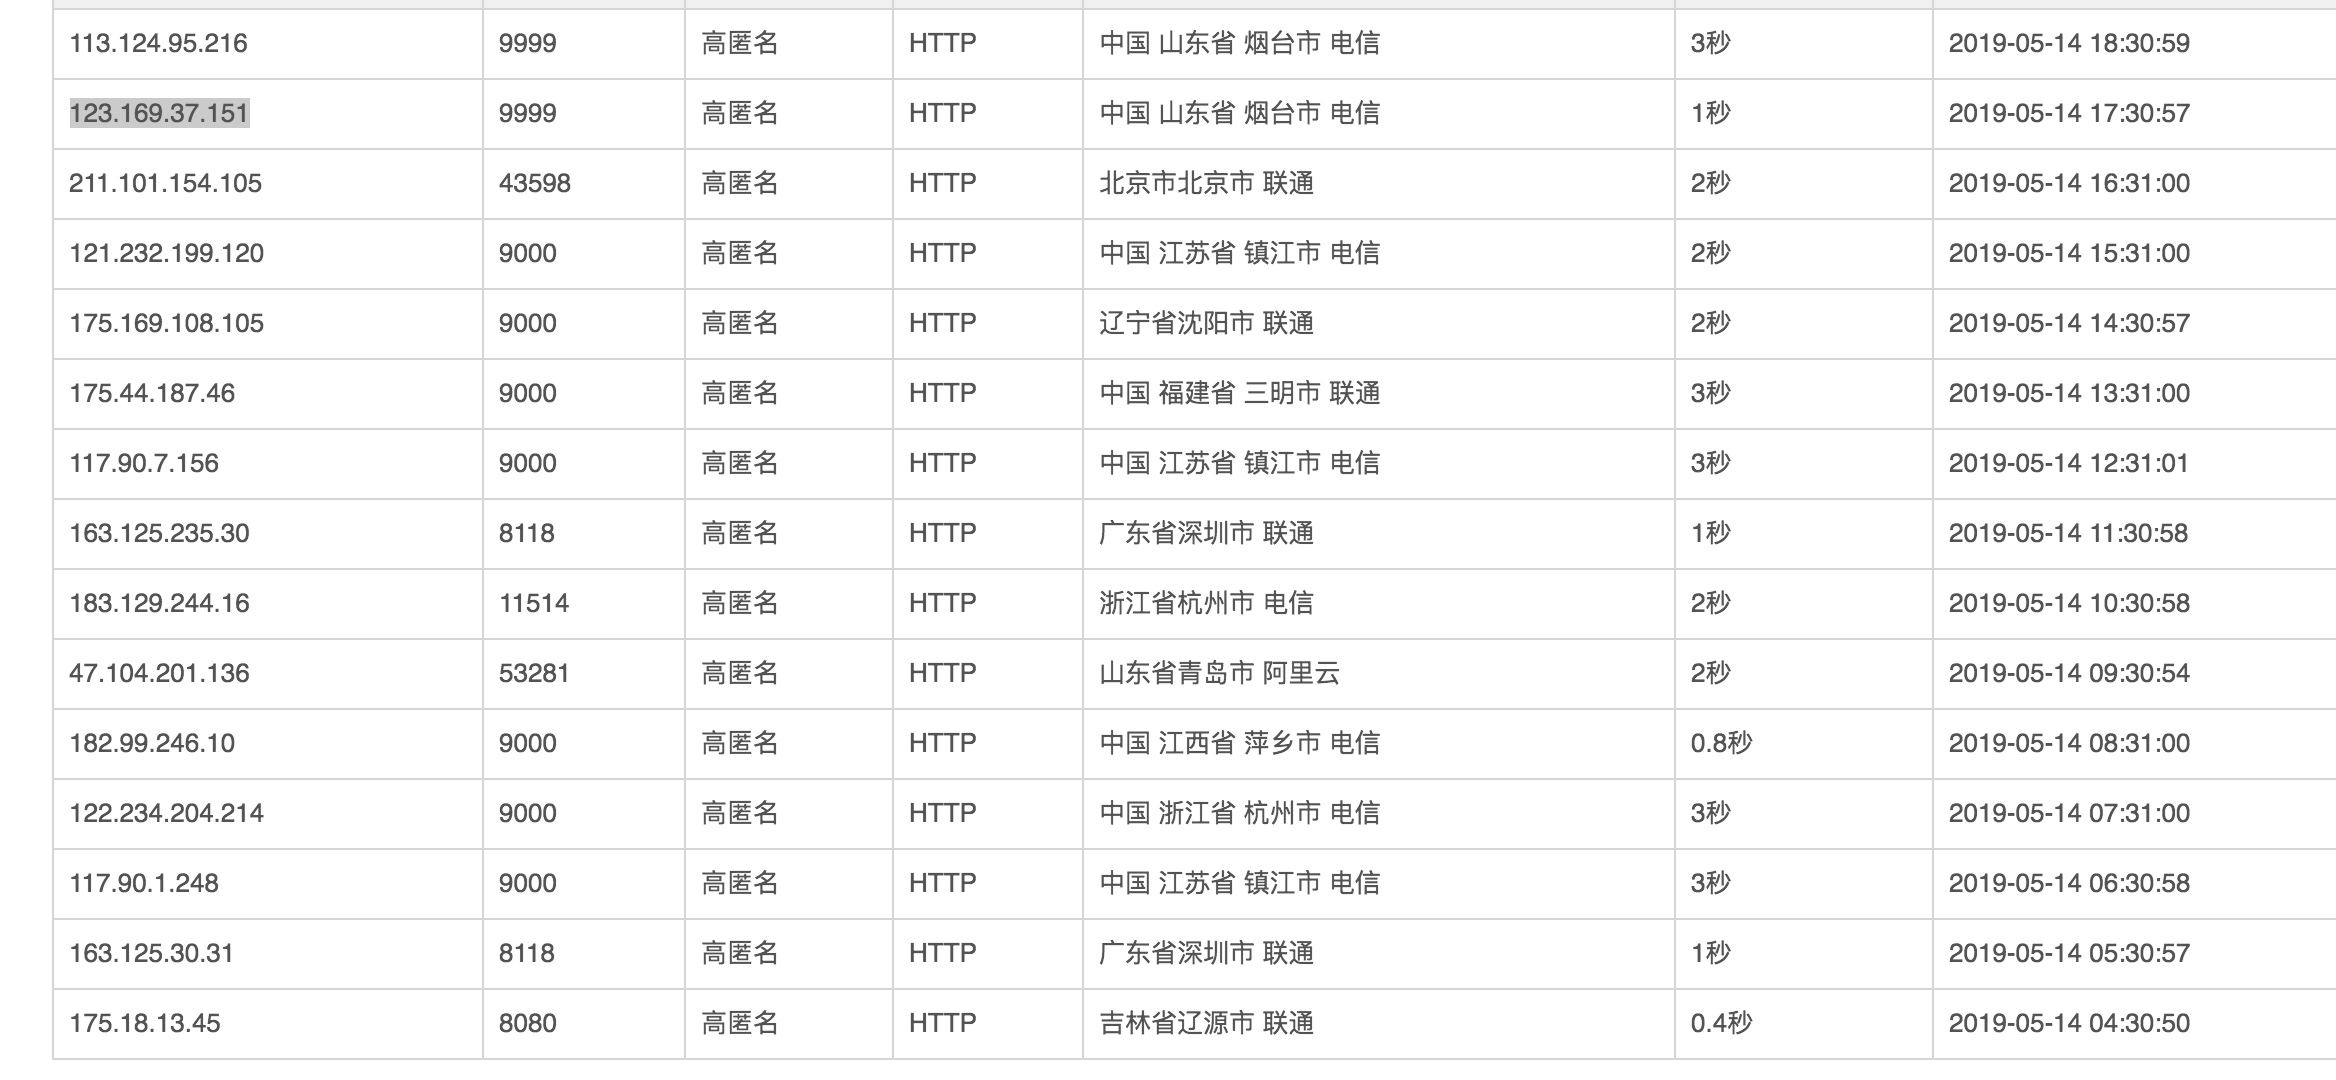 113.124.95.216 9999 高匿名 HTTP 中国 山东省 烟台市 电信 3秒 2019-05-14 18:30:59
123.169.37.151 9999 高匿名 HTTP 中国 山东省 烟台市 电信 1秒 2019-05-14 17:30:57
211.101.154.105 43598 高匿名 HTTP 北京市北京市 联通 2秒 2019-05-14 16:31:00
121.232.199.120 9000 高匿名 HTTP 中国 江苏省 镇江市 电信 2秒 2019-05-14 15:31:00
175.169.108.105 9000 高匿名 HTTP 辽宁省沈阳市 联通 2秒 2019-05-14 14:30:57
175.44.187.46 9000 高匿名 HTTP 中国 福建省 三明市 联通 3秒 2019-05-14 13:31:00
117.90.7.156 9000 高匿名 HTTP 中国 江苏省 镇江市 电信 3秒 2019-05-14 12:31:01
163.125.235.30 8118 高匿名 HTTP 广东省深圳市 联通 1秒 2019-05-14 11:30:58
183.129.244.16 11514 高匿名 HTTP 浙江省杭州市 电信 2秒 2019-05-14 10:30:58
47.104.201.136 53281 高匿名 HTTP 山东省青岛市 阿里云 2秒 2019-05-14 09:30:54
182.99.246.10 9000 高匿名 HTTP 中国 江西省 萍乡市 电信 0.8秒 2019-05-14 08:31:00
122.234.204.214 9000 高匿名 HTTP 中国 浙江省 杭州市 电信 3秒 2019-05-14 07:31:00
117.90.1.248 9000 高匿名 HTTP 中国 江苏省 镇江市 电信 3秒 2019-05-14 06:30:58
163.125.30.31 8118 高匿名 HTTP 广东省深圳市 联通 1秒 2019-05-14 05:30:57
175.18.13.45 8080 高匿名 HTTP 吉林省辽源市 联通 0.4秒 2019-05-14 04:30:50